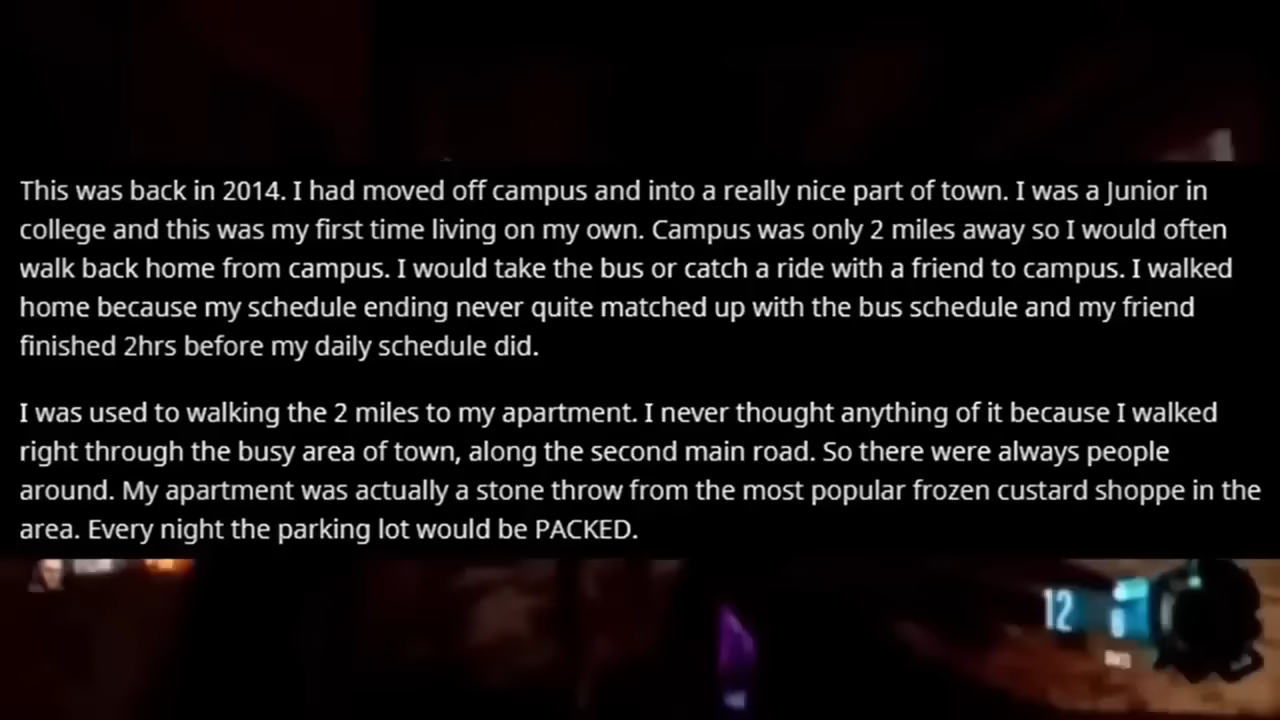 This was back in 2014. I had moved off campus and into a really nice part of town. I was a Junior in
college and this was my first time living on my own. Campus was only 2 miles away so I would often
walk back home from campus. I would take the bus or catch a ride with a friend to campus. I walked
home because my schedule ending never quite matched up with the bus schedule and my friend
finished 2hrs before my daily schedule did.
I was used to walking the 2 miles to my apartment. I never thought anything of it because I walked
right through the busy area of town, along the second main road. So there were always people
around. My apartment was actually a stone throw from the most popular frozen custard shoppe in the
area. Every night the parking lot would be PACKED.
12